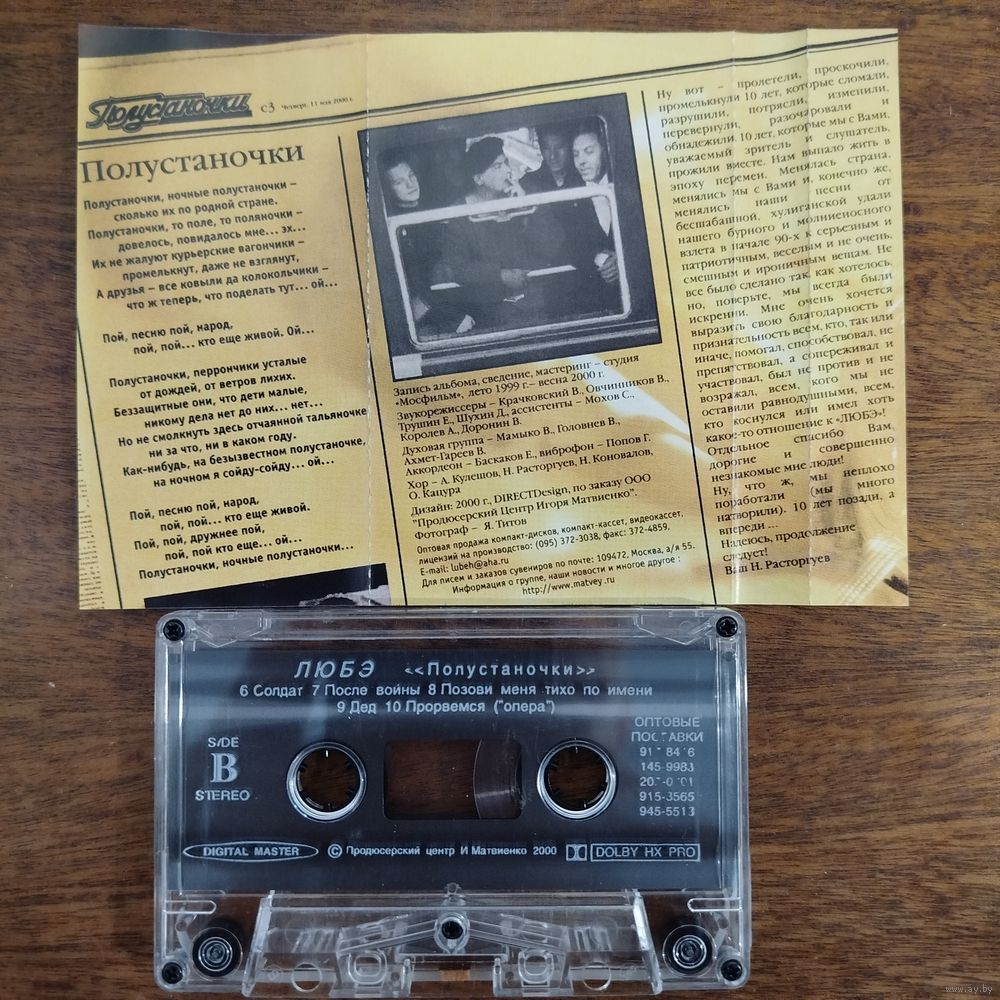 Полустаночки с3 Четверг, 11 мая 2000 г.
Полустаночки
Полустаночки, ночные полустаночки –
сколько их по родной стране.
Полустаночки, то поле, то поляночки –
довелось, повидалось мне... эх...
Их не жалуют курьерские вагончики –
промелькнут, даже не взглянут,
А друзья – все ковыли да колокольчики –
что ж теперь, что поделать тут... ой...
Пой, песню пой, народ,
пой, пой... кто еще живой. Ой...
Полустаночки, перрончики усталые
от дождей, от ветров лихих.
Беззащитные они, что дети малые,
никому дела нет до них... нет...
Но не смолкнуть здесь отчаянной тальяночке
ни за что, ни в каком году.
Как-нибудь, на безызвестном полустаночке,
на ночном я сойду-сойду... ой...
Пой, песню пой, народ,
пой, пой... кто еще живой.
Пой, пой, дружнее пой,
пой, пой кто еще... ой...
Полустаночки, ночные полустаночки...
Запись альбома, сведение, мастеринг – студия
«Мосфильм», лето 1999 г.– весна 2000 г.
Звукорежиссеры – Крачковский В., Овчинников В.,
Трушин Е., Шухин Д., ассистенты – Мохов С.,
Королев А., Доронин В.
Духовая группа – Мамыко В., Головнев В.,
Ахмет-Гареев В.
Аккордеон – Баскаков Е., виброфон – Попов Г.
Хор – А. Кулешов, Н. Расторгуев, Н. Коновалов,
О. Кацура
Дизайн: 2000 г., DIRECTDesign, по заказу ООО
"Продюсерский Центр Игоря Матвиенко".
Фотограф – Я. Титов
Оптовая продажа компакт-дисков, компакт-кассет, видеокассет,
лицензий на производство: (095) 372-3038, факс: 372-4859,
E-mail: lubeh@aha.ru
Для писем и заказов сувениров по почте: 109472, Москва, а/я 55.
Информация о группе, наши новости и многое другое :
http://www.matvey.ru
Ну вот – пролетели, проскочили,
промелькнули 10 лет, которые сломали,
разрушили, потрясли, изменили,
перевернули, разочаровали и
обнадежили. 10 лет, которые мы с Вами,
уважаемый зритель и слушатель,
прожили вместе. Нам выпало жить в
эпоху перемен. Менялась страна,
менялись мы с Вами и, конечно же,
менялись наши песни от
бесшабашной, хулиганской удали
нашего бурного и молниеносного
взлета в начале 90-х к серьезным и
патриотичным, веселым и не очень,
смешным и ироничным вещам. Не
все было сделано так, как хотелось,
но, поверьте, мы всегда были
искренни. Мне очень хочется
выразить свою благодарность и
признательность всем, кто, так или
иначе, помогал, способствовал, не
препятствовал, а сопереживал и
участвовал, был не против и не
возражал, всем, кого мы не
оставили равнодушными, всем,
кто коснулся или имел хоть
какое-то отношение к «ЛЮБЭ»!
Отдельное спасибо Вам,
дорогие и совершенно
незнакомые мне люди!
Ну, что ж, мы неплохо
поработали (мы много
натворили). 10 лет позади, а
впереди ...
Надеюсь, продолжение
следует!
Ваш Н. Расторгуев
ЛЮБЭ <<Полустаночки>>
6 Солдат 7 После войны 8 Позови меня тихо по имени
9 Дед 10 Прорвемся ("опера")
SIDE
B
STEREO
ОПТОВЫЕ
ПОСТАВКИ
145-9983
915-3565
945-5513
DIGITAL MASTER © Продюсерский центр И Матвиенко 2000 DOLBY HX PRO
www.ay.by